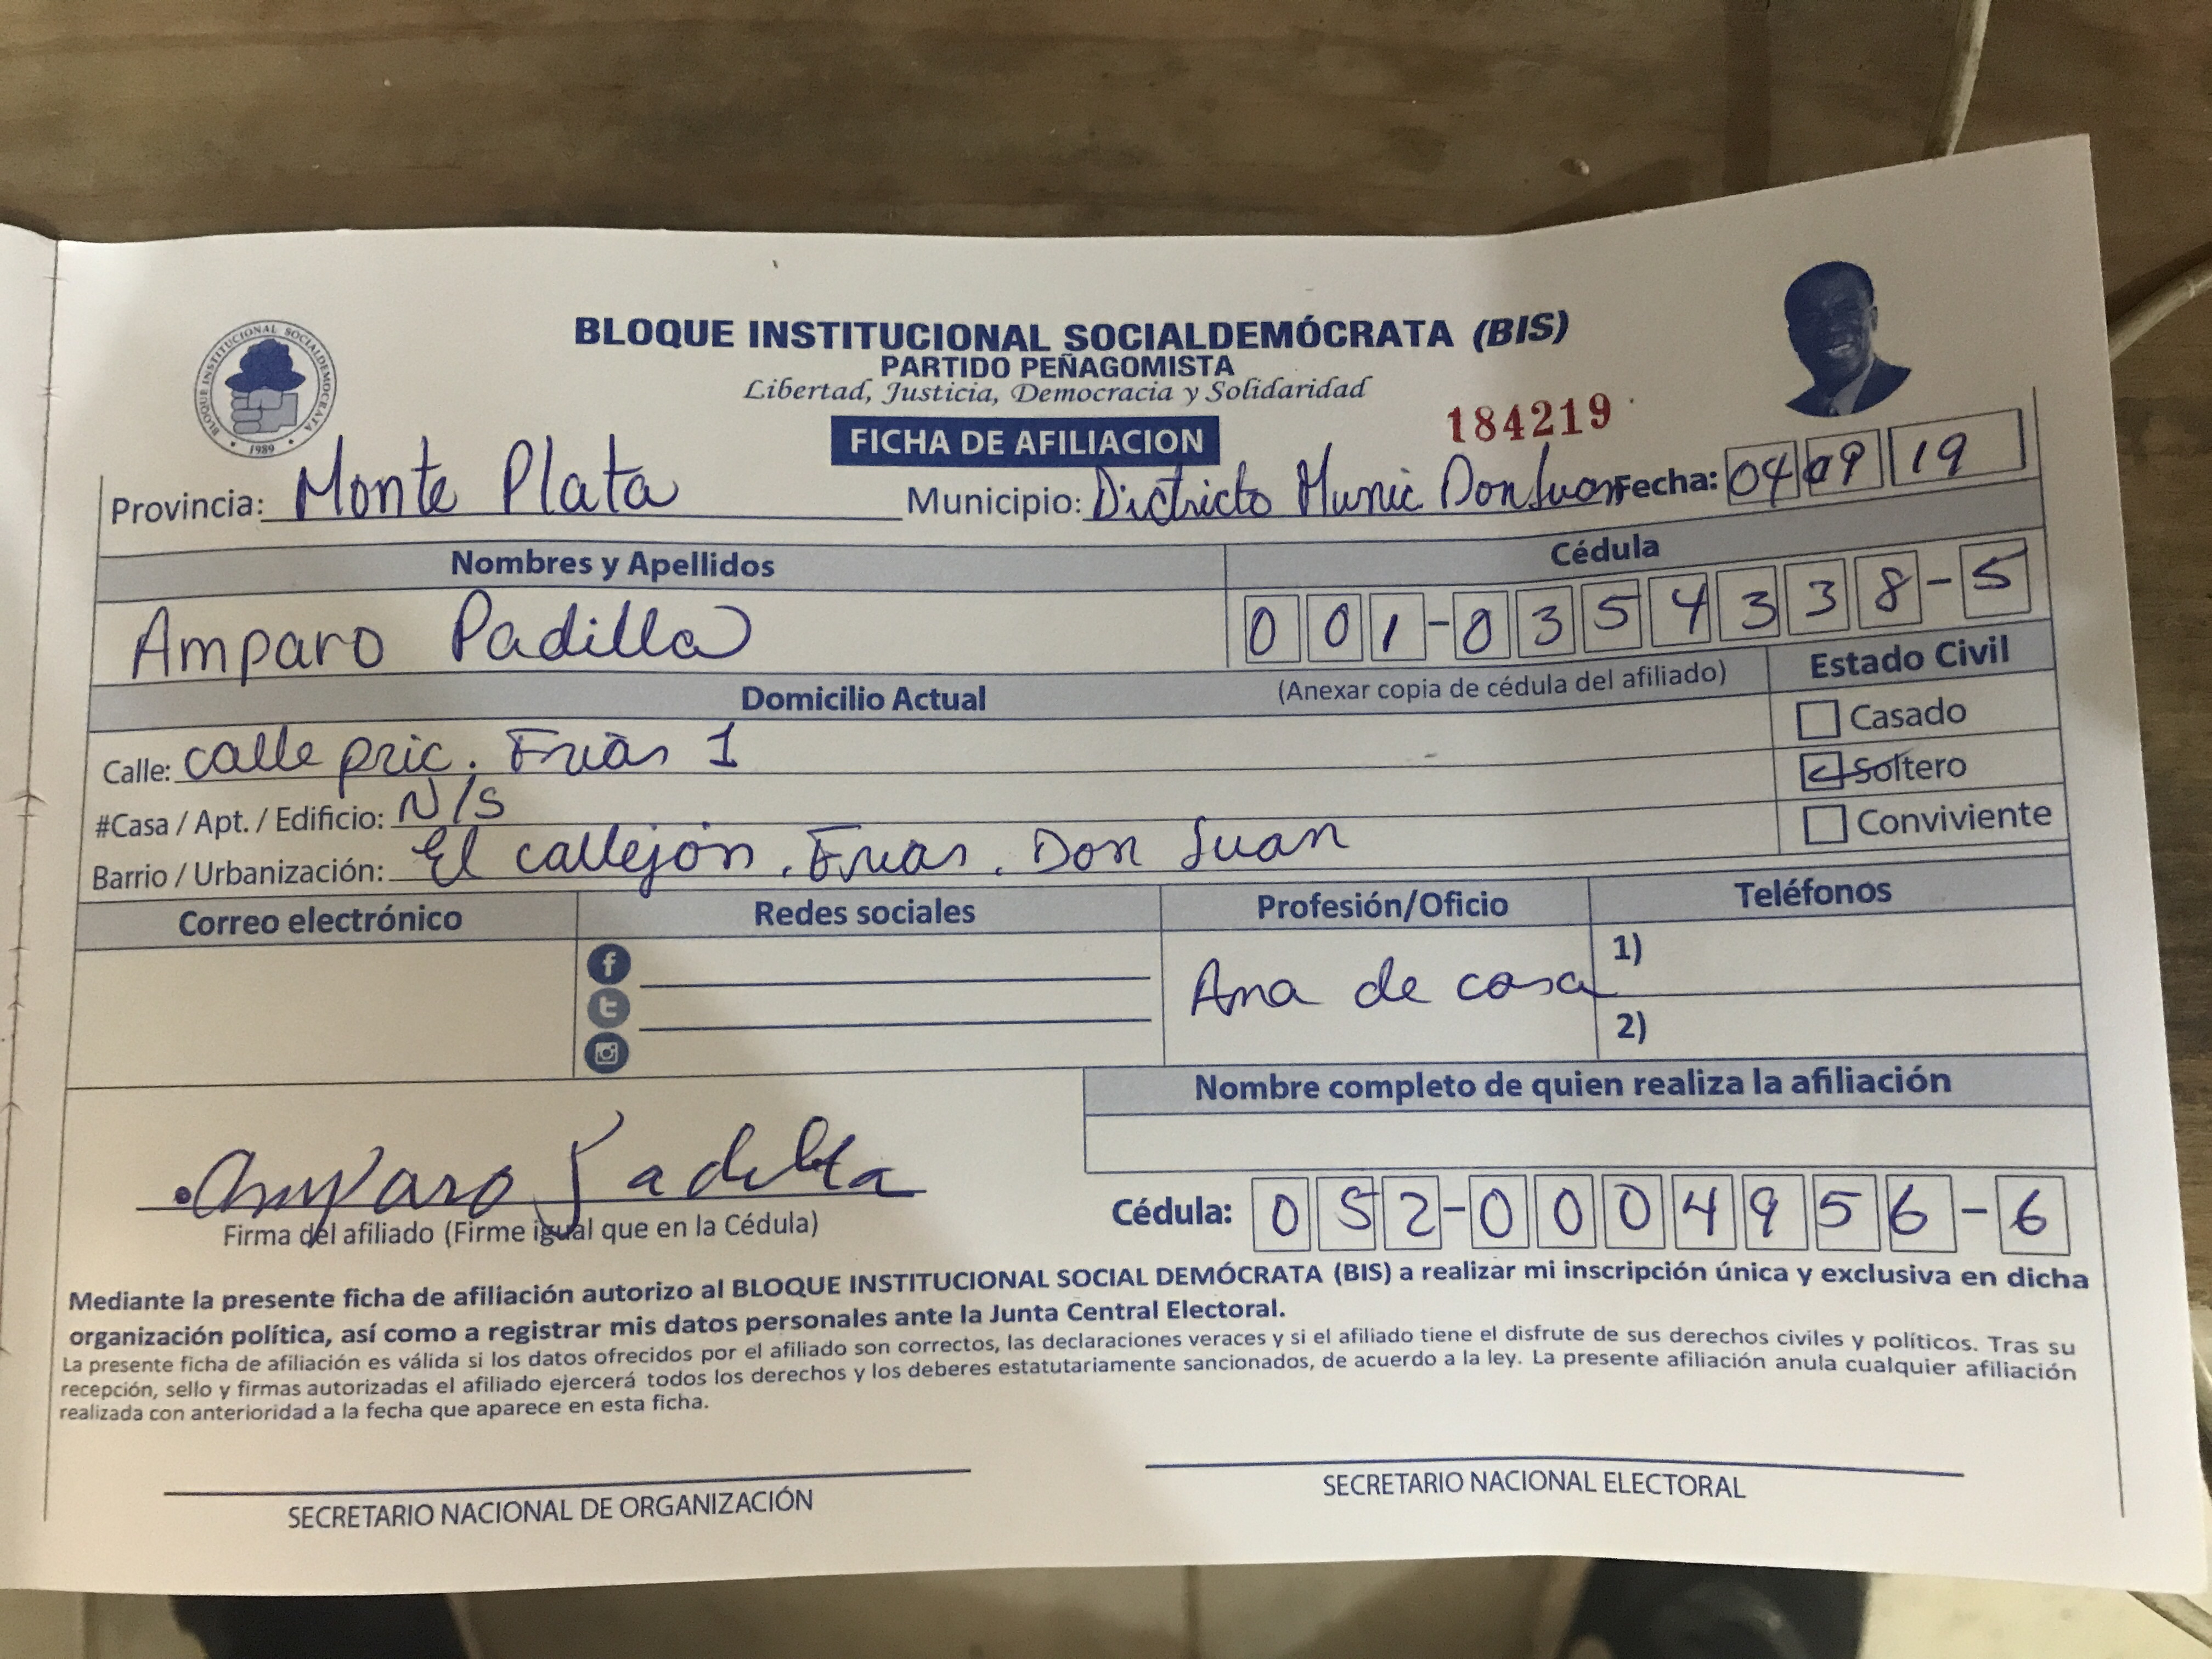 BLOQUE INSTITUCIONAL SOCIALDEMÓCRATA
1989
BLOQUE INSTITUCIONAL SOCIALDEMÓCRATA (BIS)
PARTIDO PEÑAGOMISTA
Libertad, Justicia, Democracia y Solidaridad
184219
FICHA DE AFILIACION
Provincia: Monte Plata Municipio: Districto Munic Don Juan Fecha: 04 09 19
Nombres y Apellidos Cédula
Amparo Padilla 001-0354338-5
Domicilio Actual (Anexar copia de cédula del afiliado) Estado Civil
Calle: calle pric. Frias 1 Casado
#Casa / Apt. / Edificio: N/S Soltero
Barrio / Urbanización: El callejón. Frias. Don Juan Conviviente
Correo electrónico Redes sociales Profesión/Oficio Teléfonos
f 1)
t Ama de casa
2)
Nombre completo de quien realiza la afiliación
Amparo Padilla
Firma del afiliado (Firme igual que en la Cédula) Cédula: 052-0004956-6
Mediante la presente ficha de afiliación autorizo al BLOQUE INSTITUCIONAL SOCIAL DEMÓCRATA (BIS) a realizar mi inscripción única y exclusiva en dicha
organización política, así como a registrar mis datos personales ante la Junta Central Electoral.
La presente ficha de afiliación es válida si los datos ofrecidos por el afiliado son correctos, las declaraciones veraces y si el afiliado tiene el disfrute de sus derechos civiles y políticos. Tras su
recepción, sello y firmas autorizadas el afiliado ejercerá todos los derechos y los deberes estatutariamente sancionados, de acuerdo a la ley. La presente afiliación anula cualquier afiliación
realizada con anterioridad a la fecha que aparece en esta ficha.
SECRETARIO NACIONAL DE ORGANIZACIÓN SECRETARIO NACIONAL ELECTORAL